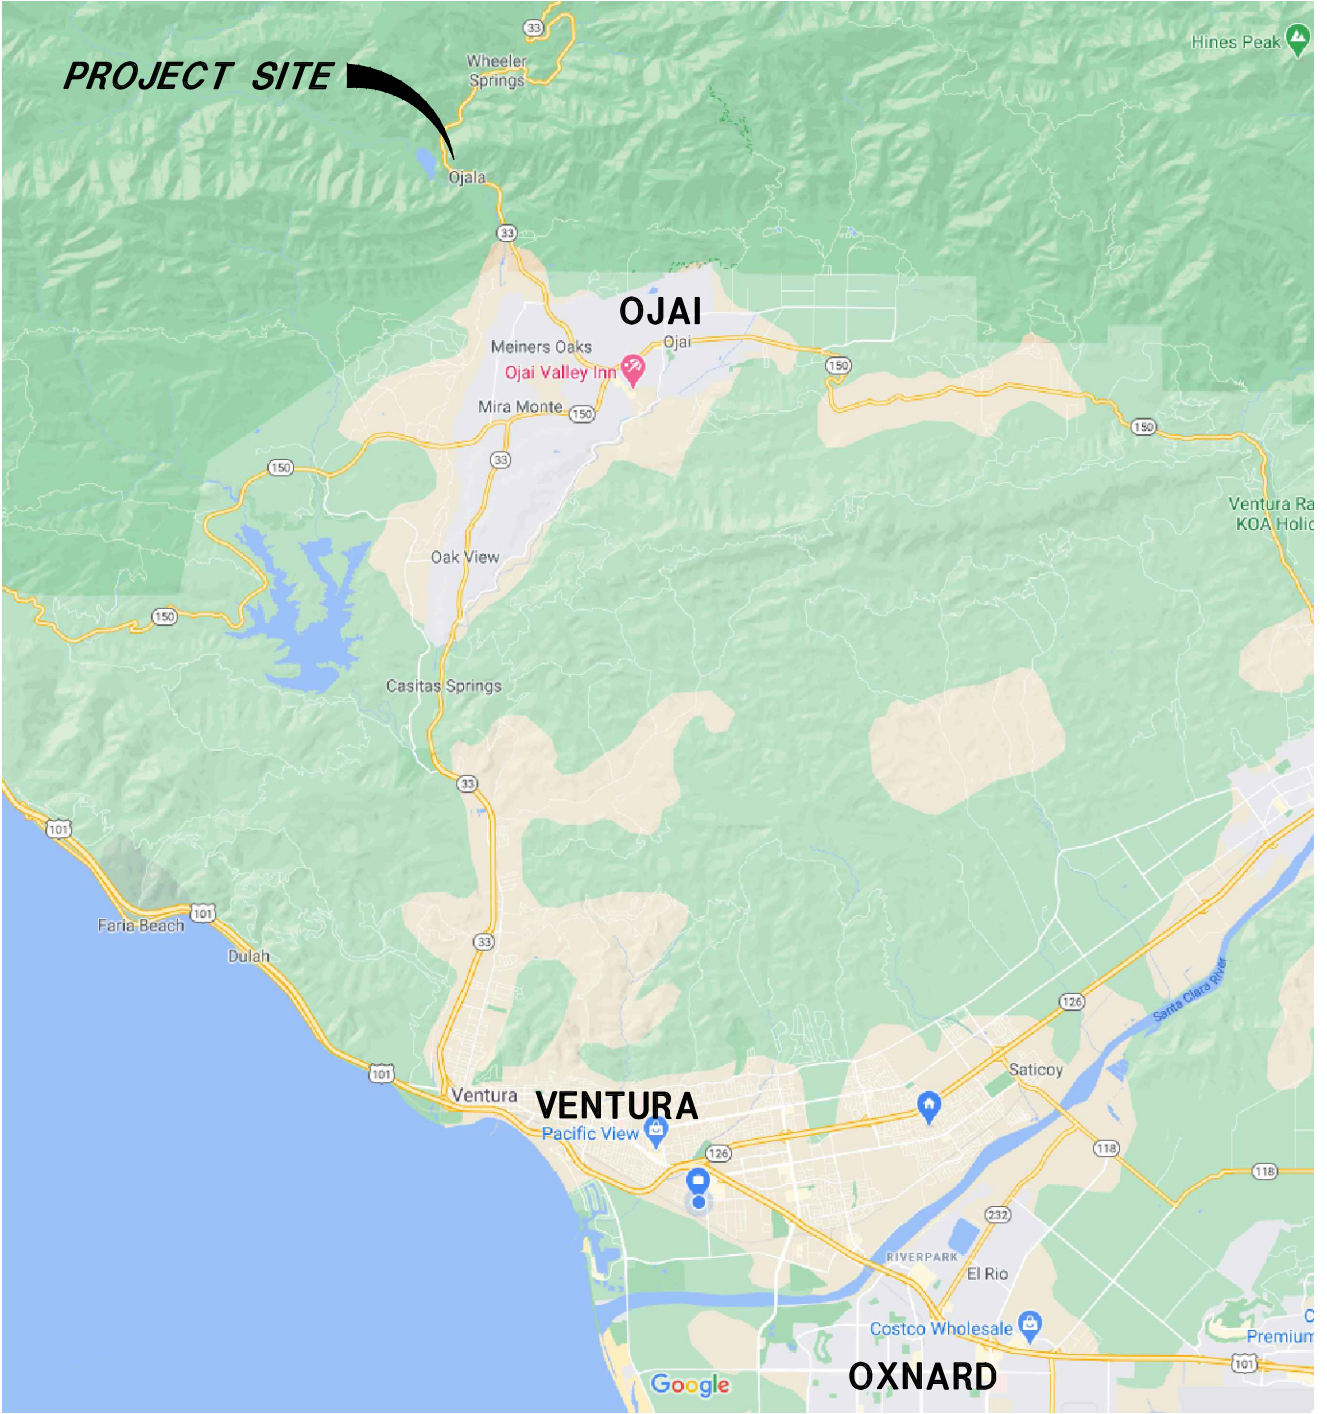 33
Wheeler
Springs
Hines Peak
PROJECT SITE
Ojala
33
OJAI
Ojai
Meiners Oaks
Ojai Valley Inn
150
Mira Monte
150
150
33
150
Ventura Ra
KOA Holid
Oak View
150
Casitas Springs
33
101
Faria Beach
101
Dulah
33
Santa Clara River
126
101
Saticoy
Ventura
VENTURA
Pacific View
126
118
118
232
RIVERPARK
El Rio
Costco Wholesale
C
Premium
101
OXNARD
Google